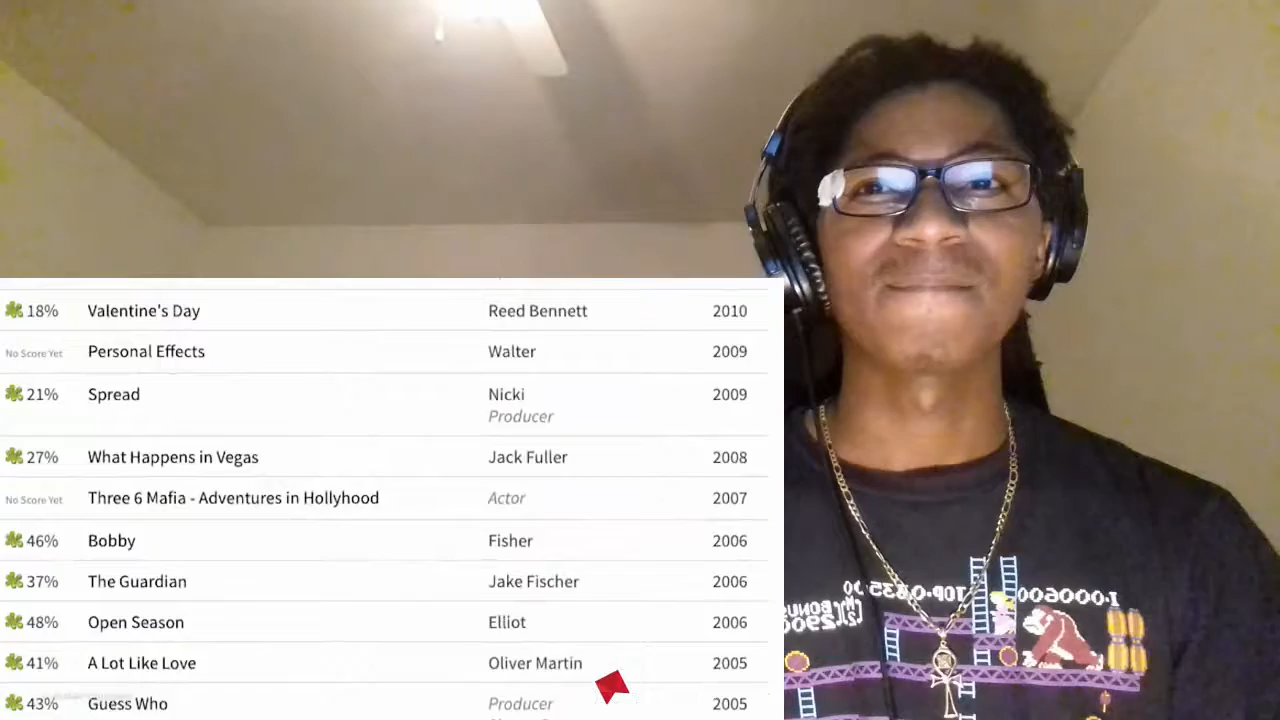 18% Valentine's Day Reed Bennett 2010
No Score Yet Personal Effects Walter 2009
21% Spread Nicki 2009
Producer
27% What Happens in Vegas Jack Fuller 2008
No Score Yet Three 6 Mafia - Adventures in Hollyhood Actor 2007
46% Bobby Fisher 2006
37% The Guardian Jake Fischer 2006
48% Open Season Elliot 2006
41% A Lot Like Love Oliver Martin 2005
43% Guess Who Producer 2005